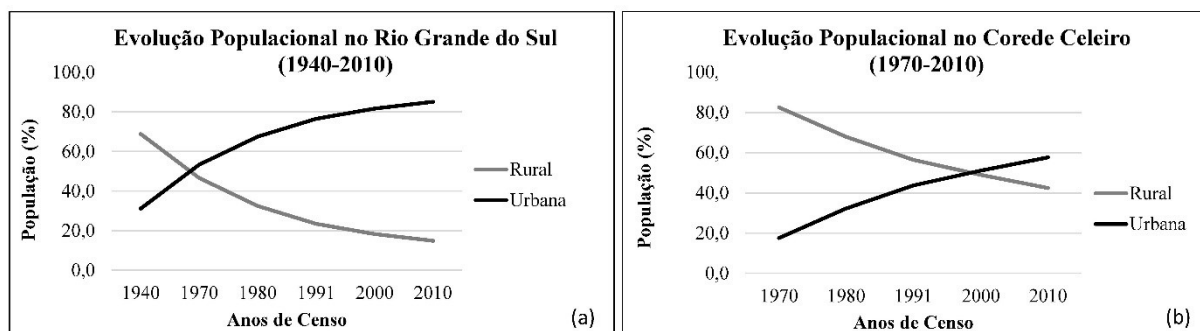 Evolução Populacional no Rio Grande do Sul
(1940-2010)
100,0
80,0
60,0
40,0
20,0
0,0
População (%)
1940 1970 1980 1991 2000 2010
Anos de Censo
Rural
Urbana
(a)
Evolução Populacional no Corede Celeiro
(1970-2010)
100,
80,0
60,0
40,0
20,0
0,0
População (%)
1970 1980 1991 2000 2010
Anos de Censo
Rural
Urbana
(b)